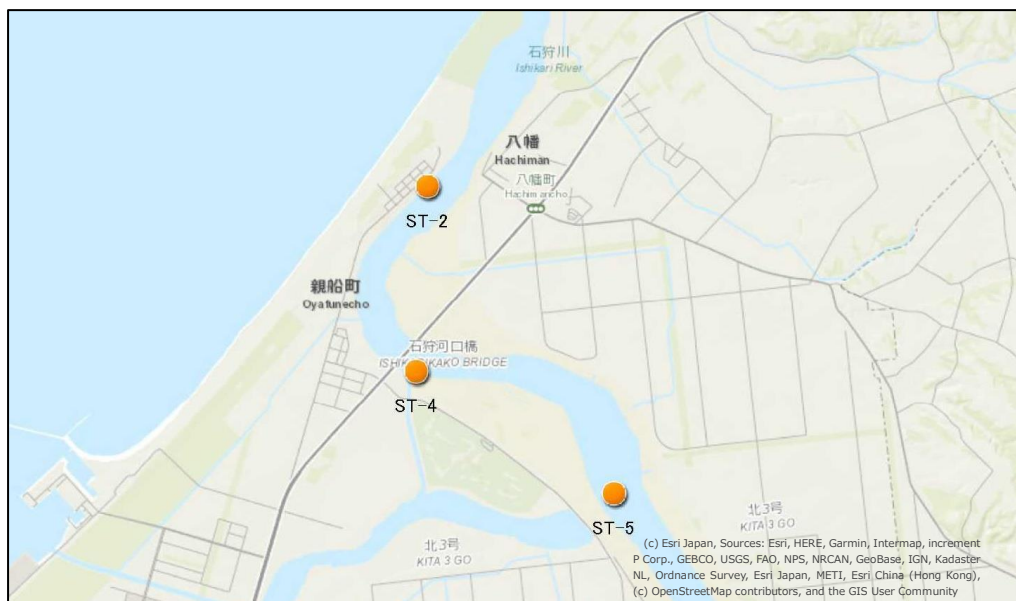 石狩川
Ishikari River
八幡
Hachiman
八幡町
Hachimancho
ST-2
親船町
Oyafunecho
石狩河口橋
ISHIKARIKAKO BRIDGE
ST-4
ST-5
北3号
KITA 3 GO
北3号
KITA 3 GO
(c) Esri Japan, Sources: Esri, HERE, Garmin, Intermap, increment
P Corp., GEBCO, USGS, FAO, NPS, NRCAN, GeoBase, IGN, Kadaster
NL, Ordnance Survey, Esri Japan, METI, Esri China (Hong Kong),
(c) OpenStreetMap contributors, and the GIS User Community